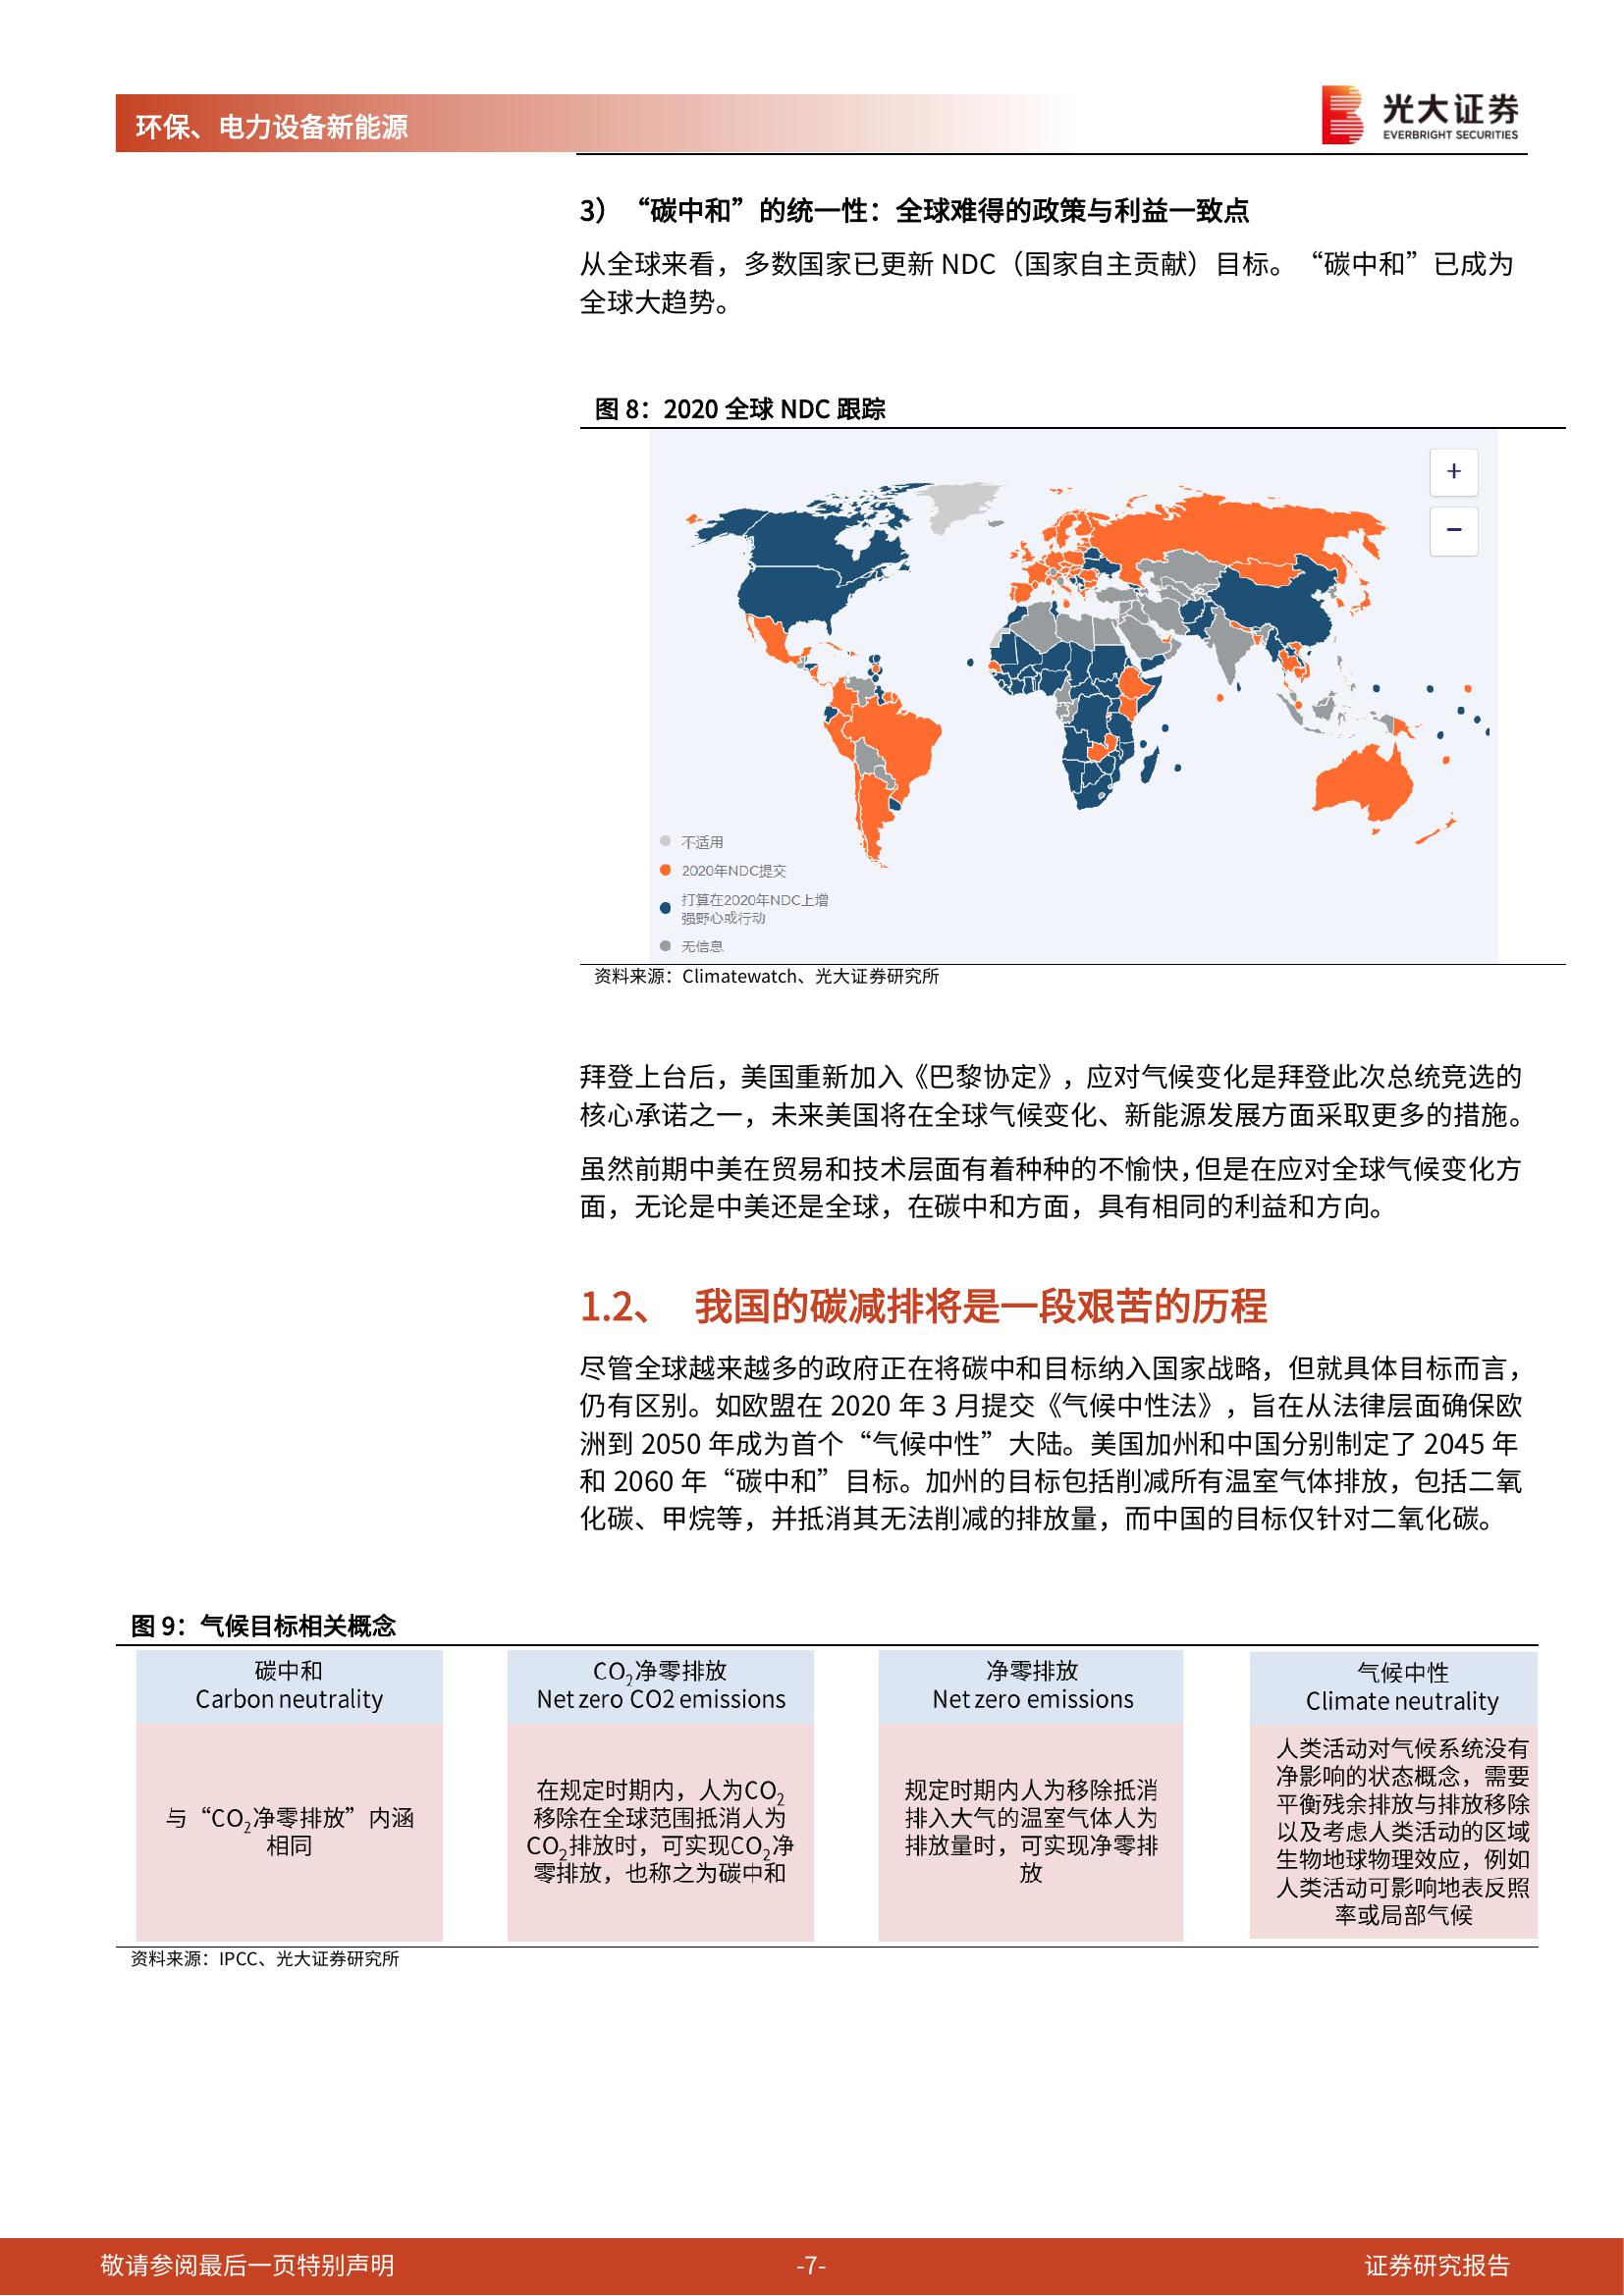 环保、电力设备新能源
光大证券
EVERBRIGHT SECURITIES
3）“碳中和”的统一性：全球难得的政策与利益一致点
从全球来看，多数国家已更新 NDC（国家自主贡献）目标。“碳中和”已成为
全球大趋势。
图 8：2020 全球 NDC 跟踪
+
−
不适用
2020年NDC提交
打算在2020年NDC上增
强野心或行动
无信息
资料来源：Climatewatch、光大证券研究所
拜登上台后，美国重新加入《巴黎协定》，应对气候变化是拜登此次总统竞选的
核心承诺之一，未来美国将在全球气候变化、新能源发展方面采取更多的措施。
虽然前期中美在贸易和技术层面有着种种的不愉快，但是在应对全球气候变化方
面，无论是中美还是全球，在碳中和方面，具有相同的利益和方向。
1.2、 我国的碳减排将是一段艰苦的历程
尽管全球越来越多的政府正在将碳中和目标纳入国家战略，但就具体目标而言，
仍有区别。如欧盟在 2020 年 3 月提交《气候中性法》，旨在从法律层面确保欧
洲到 2050 年成为首个“气候中性”大陆。美国加州和中国分别制定了 2045 年
和 2060 年“碳中和”目标。加州的目标包括削减所有温室气体排放，包括二氧
化碳、甲烷等，并抵消其无法削减的排放量，而中国的目标仅针对二氧化碳。
图 9：气候目标相关概念
碳中和
Carbon neutrality
与“CO₂净零排放”内涵
相同
CO₂净零排放
Net zero CO2 emissions
在规定时期内，人为CO₂
移除在全球范围抵消人为
CO₂排放时，可实现CO₂净
零排放，也称之为碳中和
净零排放
Net zero emissions
规定时期内人为移除抵消
排入大气的温室气体人为
排放量时，可实现净零排
放
气候中性
Climate neutrality
人类活动对气候系统没有
净影响的状态概念，需要
平衡残余排放与排放移除
以及考虑人类活动的区域
生物地球物理效应，例如
人类活动可影响地表反照
率或局部气候
资料来源：IPCC、光大证券研究所
敬请参阅最后一页特别声明
-7-
证券研究报告